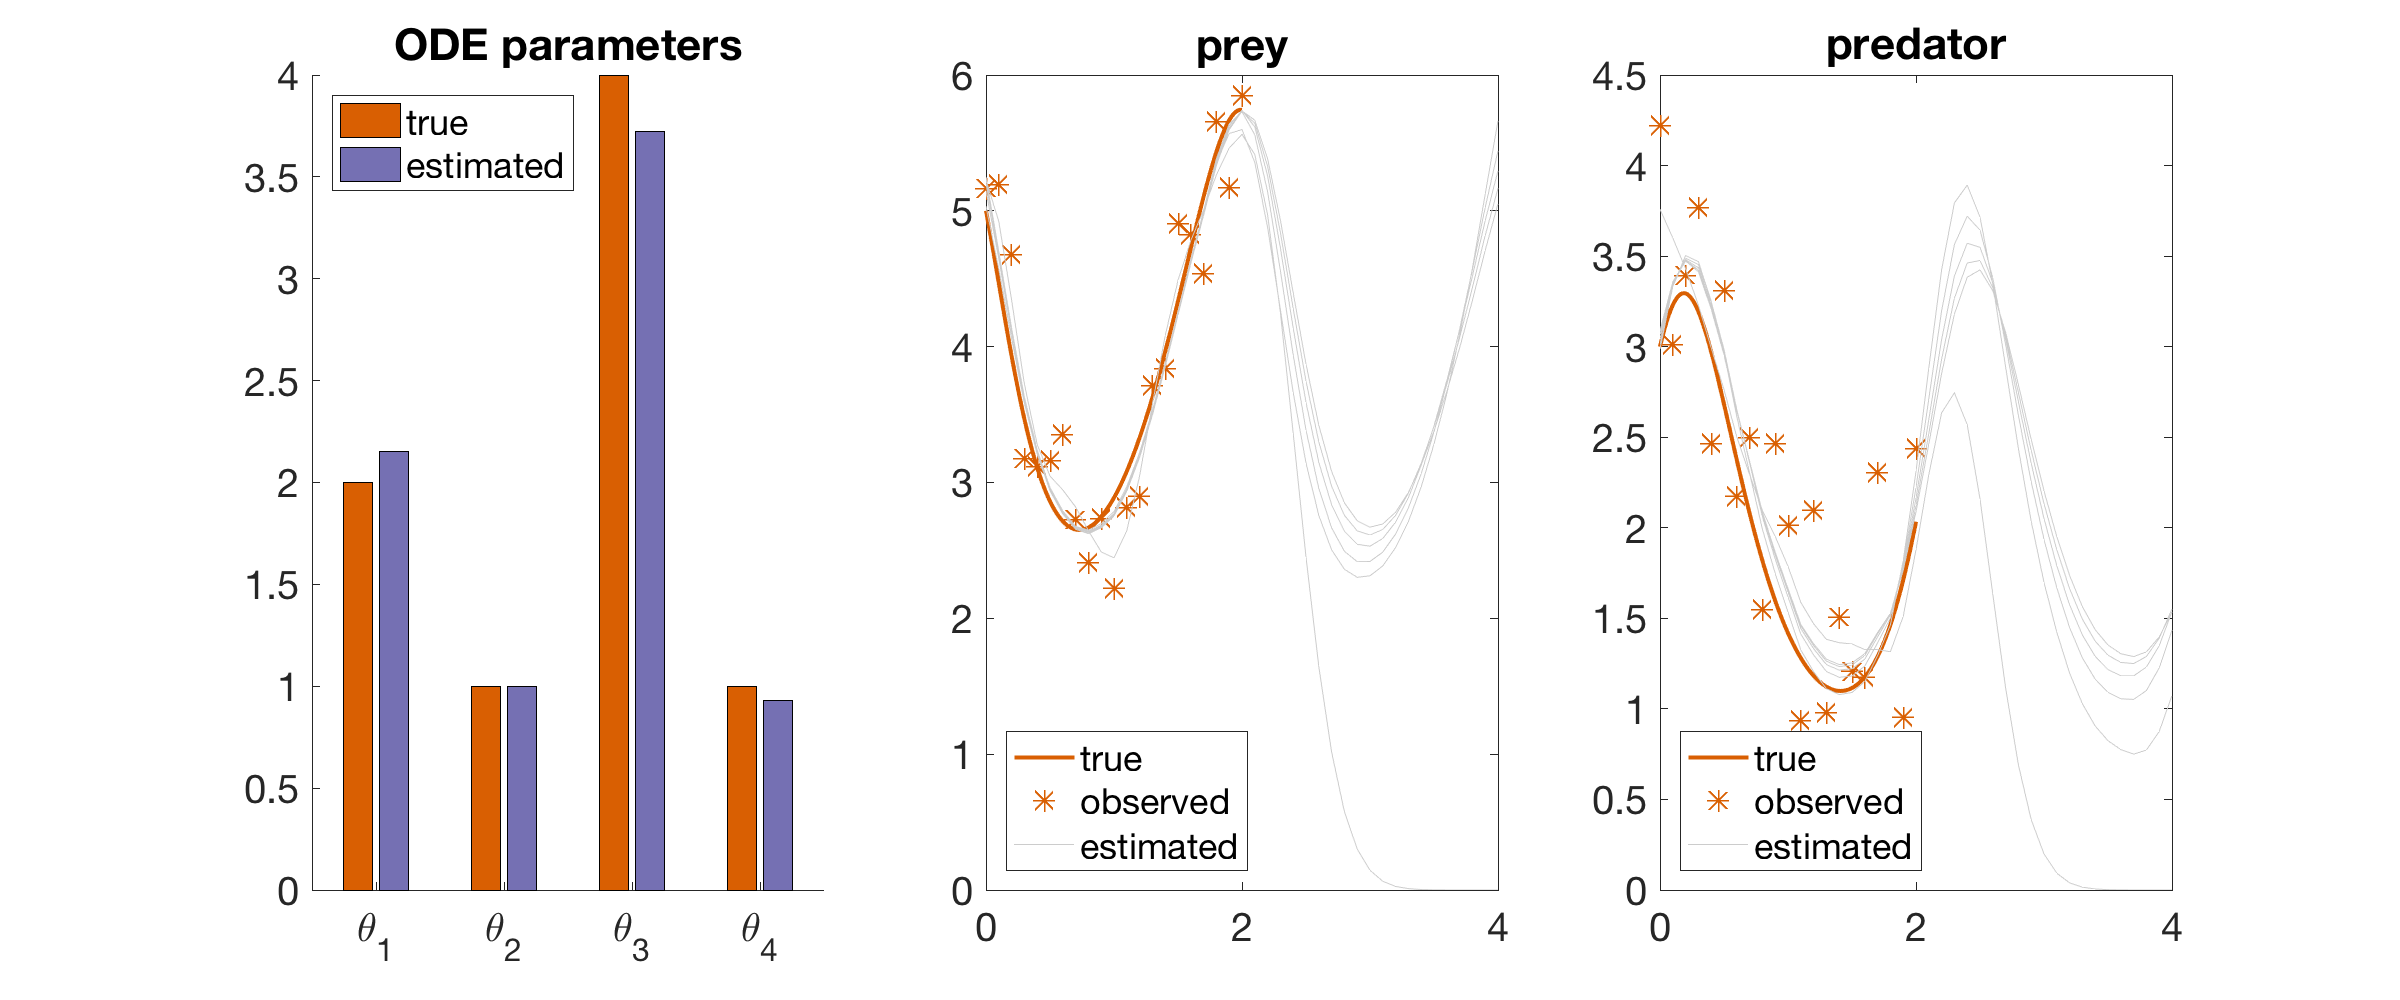 ODE parameters
4
3.5
3
2.5
2
1.5
1
0.5
0
true
estimated
θ1
θ2
θ3
θ4
prey
6
5
4
3
2
1
0
true
observed
estimated
0
2
4
predator
4.5
4
3.5
3
2.5
2
1.5
1
0.5
0
true
observed
estimated
0
2
4